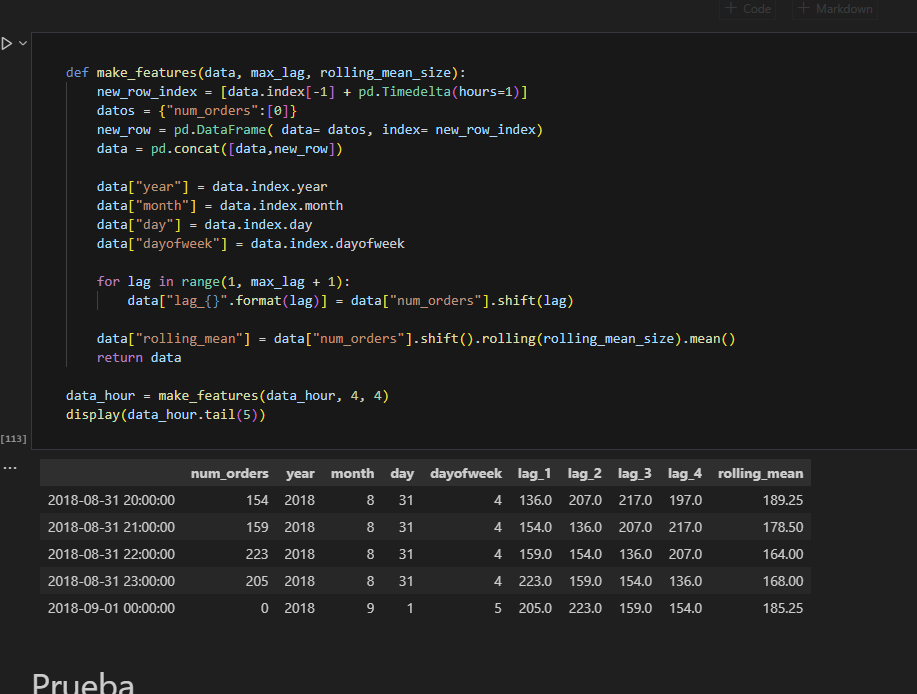 + Code + Markdown
def make_features(data, max_lag, rolling_mean_size):
    new_row_index = [data.index[-1] + pd.Timedelta(hours=1)]
    datos = {"num_orders":[0]}
    new_row = pd.DataFrame( data= datos, index= new_row_index)
    data = pd.concat([data,new_row])
    data["year"] = data.index.year
    data["month"] = data.index.month
    data["day"] = data.index.day
    data["dayofweek"] = data.index.dayofweek
    for lag in range(1, max_lag + 1):
        data["lag_{}".format(lag)] = data["num_orders"].shift(lag)
    data["rolling_mean"] = data["num_orders"].shift().rolling(rolling_mean_size).mean()
    return data
data_hour = make_features(data_hour, 4, 4)
display(data_hour.tail(5))
[113]
...
num_orders year month day dayofweek lag_1 lag_2 lag_3 lag_4 rolling_mean
2018-08-31 20:00:00 154 2018 8 31 4 136.0 207.0 217.0 197.0 189.25
2018-08-31 21:00:00 159 2018 8 31 4 154.0 136.0 207.0 217.0 178.50
2018-08-31 22:00:00 223 2018 8 31 4 159.0 154.0 136.0 207.0 164.00
2018-08-31 23:00:00 205 2018 8 31 4 223.0 159.0 154.0 136.0 168.00
2018-09-01 00:00:00 0 2018 9 1 5 205.0 223.0 159.0 154.0 185.25
Prueba